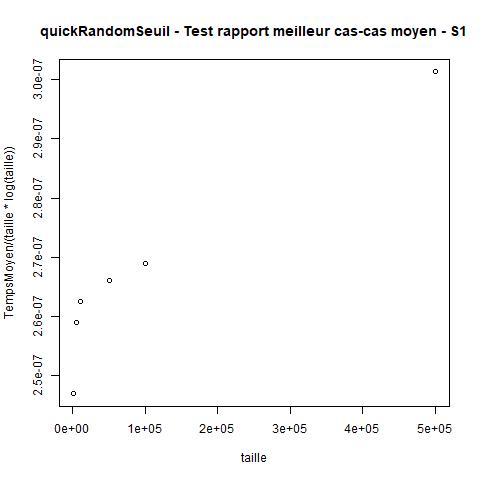 quickRandomSeuil - Test rapport meilleur cas-cas moyen - S1
TempsMoyen/(taille * log(taille))
3.0e-07
2.9e-07
2.8e-07
2.7e-07
2.6e-07
2.5e-07
0e+00 1e+05 2e+05 3e+05 4e+05 5e+05
taille